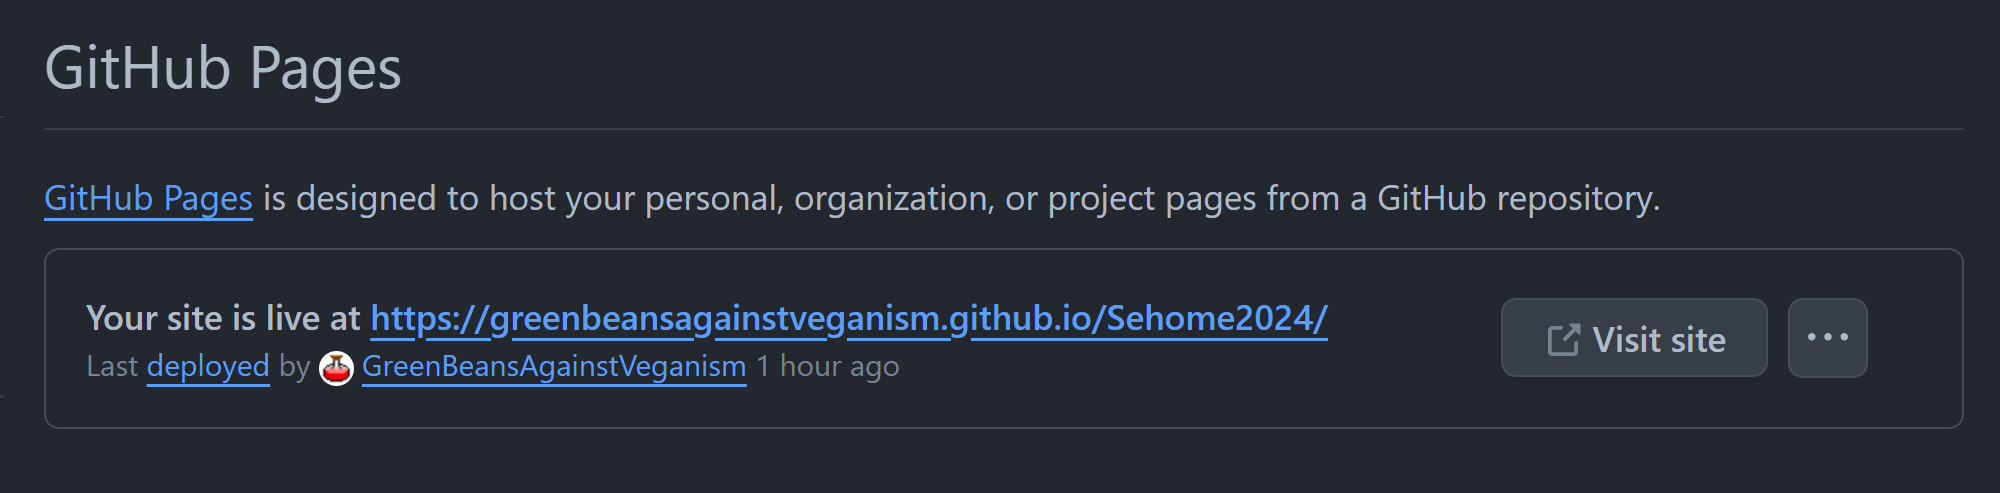 GitHub Pages
GitHub Pages is designed to host your personal, organization, or project pages from a GitHub repository.
Your site is live at https://greenbeansagainstveganism.github.io/Sehome2024/
Last deployed by GreenBeansAgainstVeganism 1 hour ago
Visit site